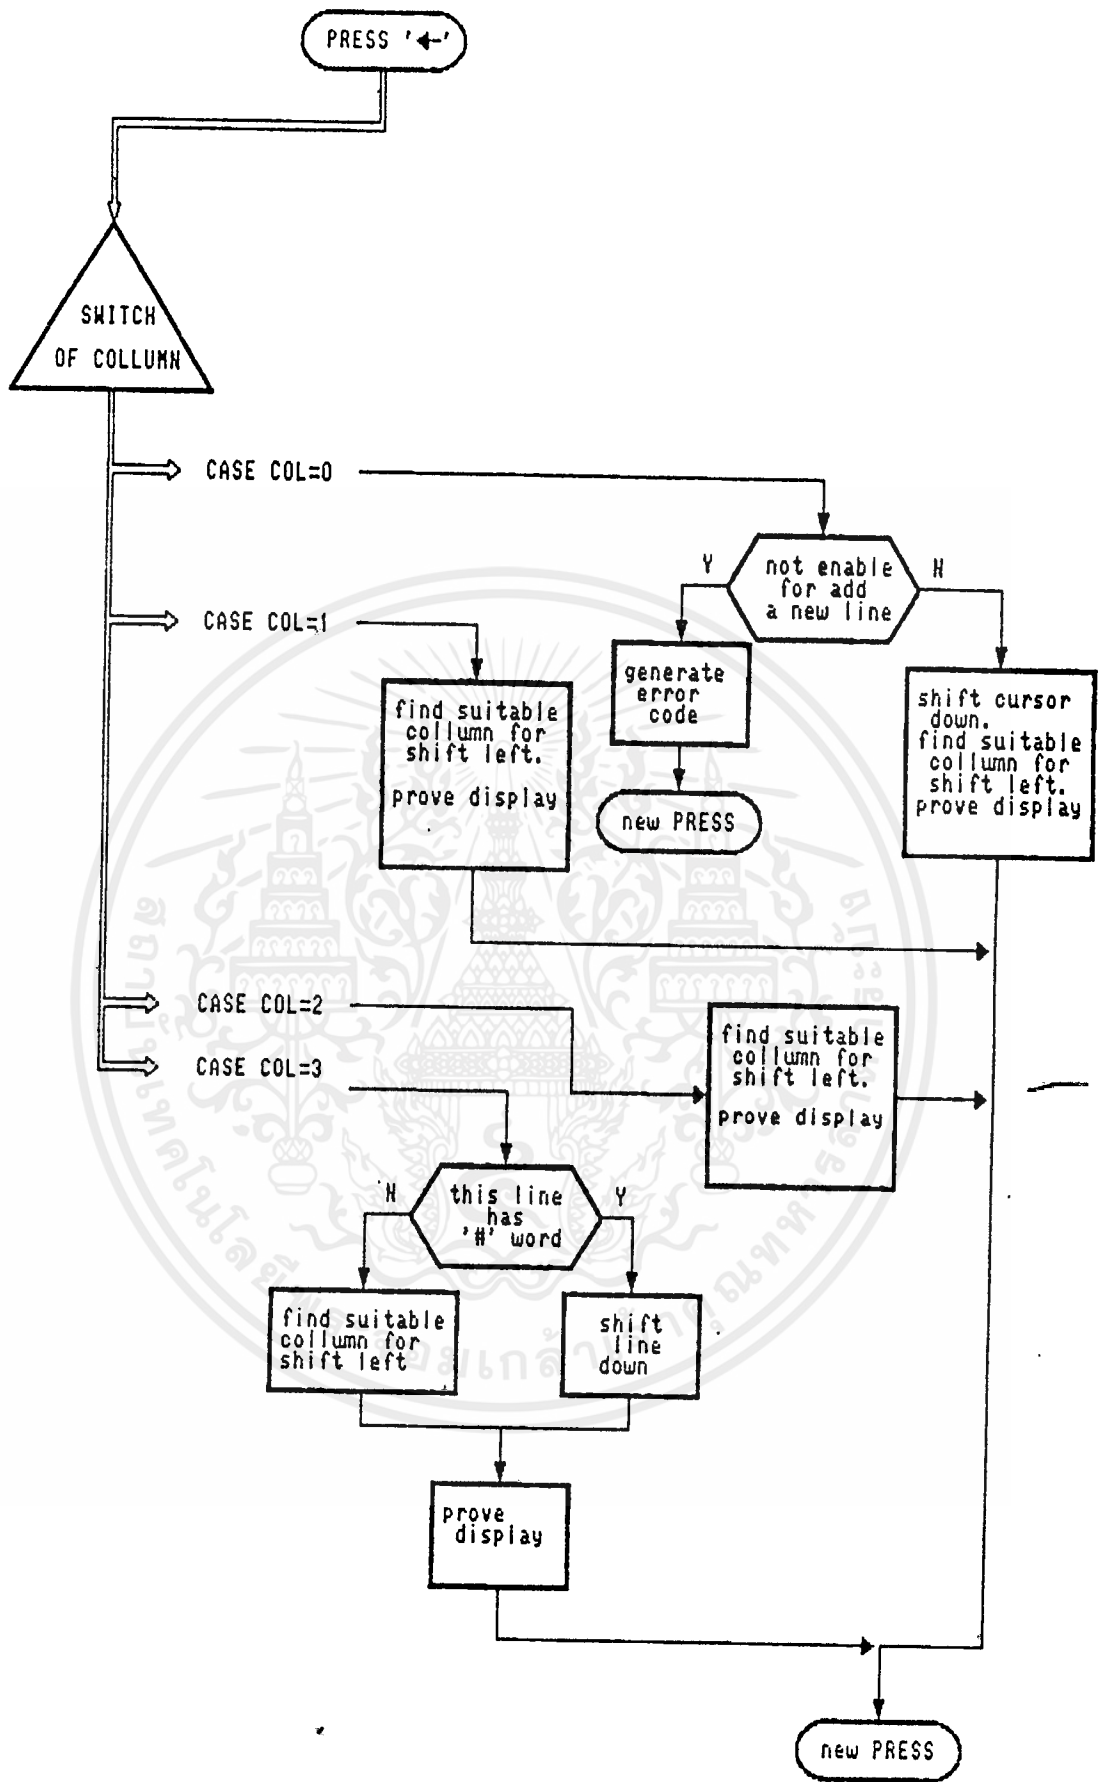 PRESS '←'
SWITCH
OF COLLUMN
CASE COL=0
not enable
for add
a new line
Y
N
CASE COL=1
generate
error
code
new PRESS
shift cursor
down.
find suitable
collumn for
shift left.
prove display
find suitable
collumn for
shift left.
prove display
CASE COL=2
find suitable
collumn for
shift left.
prove display
CASE COL=3
this line
has
'#' word
N
Y
find suitable
collumn for
shift left
shift
line
down
prove
display
new PRESS